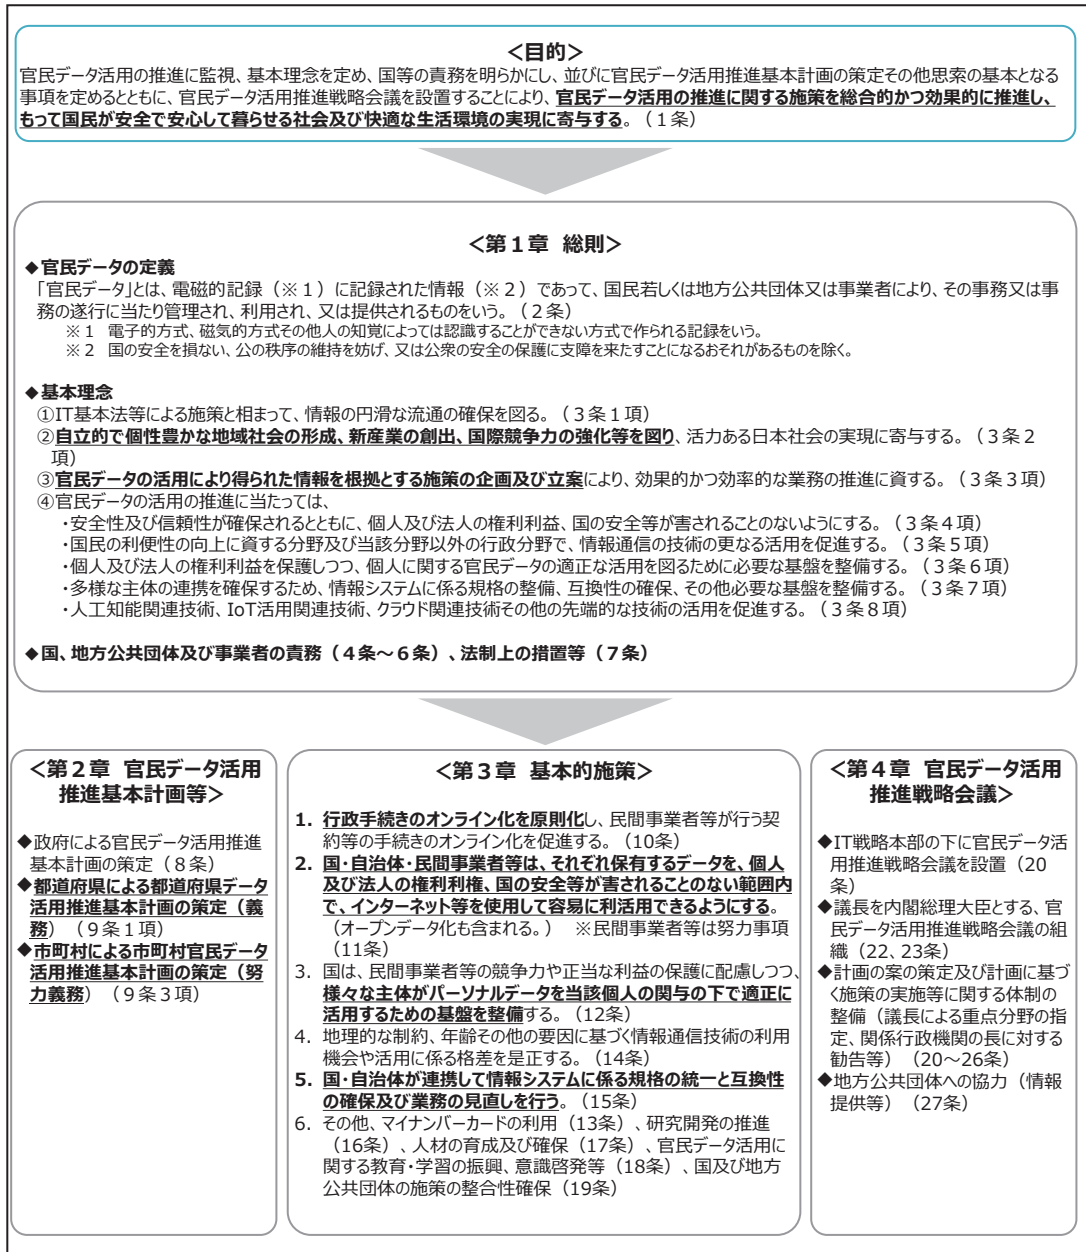 <目的>
官民データ活用の推進に監視、基本理念を定め、国等の責務を明らかにし、並びに官民データ活用推進基本計画の策定その他思索の基本となる
事項を定めるとともに、官民データ活用推進戦略会議を設置することにより、官民データ活用の推進に関する施策を総合的かつ効果的に推進し、
もって国民が安全で安心して暮らせる社会及び快適な生活環境の実現に寄与する。（１条）
<第１章 総則>
◆官民データの定義
「官民データ」とは、電磁的記録（※１）に記録された情報（※２）であって、国民若しくは地方公共団体又は事業者により、その事務又は事
務の遂行に当たり管理され、利用され、又は提供されるものをいう。（２条）
※１ 電子的方式、磁気的方式その他人の知覚によっては認識することができない方式で作られる記録をいう。
※２ 国の安全を損ない、公の秩序の維持を妨げ、又は公衆の安全の保護に支障を来たすことになるおそれがあるものを除く。
◆基本理念
①IT基本法等による施策と相まって、情報の円滑な流通の確保を図る。（３条１項）
②自立的で個性豊かな地域社会の形成、新産業の創出、国際競争力の強化等を図り、活力ある日本社会の実現に寄与する。（３条２
項）
③官民データの活用により得られた情報を根拠とする施策の企画及び立案により、効果的かつ効率的な業務の推進に資する。（３条３項）
④官民データの活用の推進に当たっては、
・安全性及び信頼性が確保されるとともに、個人及び法人の権利利益、国の安全等が害されることのないようにする。（３条４項）
・国民の利便性の向上に資する分野及び当該分野以外の行政分野で、情報通信の技術の更なる活用を促進する。（３条５項）
・個人及び法人の権利利益を保護しつつ、個人に関する官民データの適正な活用を図るために必要な基盤を整備する。（３条６項）
・多様な主体の連携を確保するため、情報システムに係る規格の整備、互換性の確保、その他必要な基盤を整備する。（３条７項）
・人工知能関連技術、IoT活用関連技術、クラウド関連技術その他の先端的な技術の活用を促進する。（３条８項）
◆国、地方公共団体及び事業者の責務（４条～６条）、法制上の措置等（７条）
<第２章 官民データ活用
推進基本計画等>
◆政府による官民データ活用推進
基本計画の策定（８条）
◆都道府県による都道府県データ
活用推進基本計画の策定（義
務）（９条１項）
◆市町村による市町村官民データ
活用推進基本計画の策定（努
力義務）（９条３項）
<第３章 基本的施策>
1. 行政手続きのオンライン化を原則化し、民間事業者等が行う契
約等の手続きのオンライン化を促進する。（10条）
2. 国・自治体・民間事業者等は、それぞれ保有するデータを、個人
及び法人の権利利権、国の安全等が害されることのない範囲内
で、インターネット等を使用して容易に利活用できるようにする。
（オープンデータ化も含まれる。） ※民間事業者等は努力事項
（11条）
3. 国は、民間事業者等の競争力や正当な利益の保護に配慮しつつ、
様々な主体がパーソナルデータを当該個人の関与の下で適正に
活用するための基盤を整備する。（12条）
4. 地理的な制約、年齢その他の要因に基づく情報通信技術の利用
機会や活用に係る格差を是正する。（14条）
5. 国・自治体が連携して情報システムに係る規格の統一と互換性
の確保及び業務の見直しを行う。（15条）
6. その他、マイナンバーカードの利用（13条）、研究開発の推進
（16条）、人材の育成及び確保（17条）、官民データ活用に
関する教育・学習の振興、意識啓発等（18条）、国及び地方
公共団体の施策の整合性確保（19条）
<第４章 官民データ活用
推進戦略会議>
◆IT戦略本部の下に官民データ活
用推進戦略会議を設置（20
条）
◆議長を内閣総理大臣とする、官
民データ活用推進戦略会議の組
織（22、23条）
◆計画の案の策定及び計画に基づ
く施策の実施等に関する体制の
整備（議長による重点分野の指
定、関係行政機関の長に対する
勧告等）（20～26条）
◆地方公共団体への協力（情報
提供等）（27条）